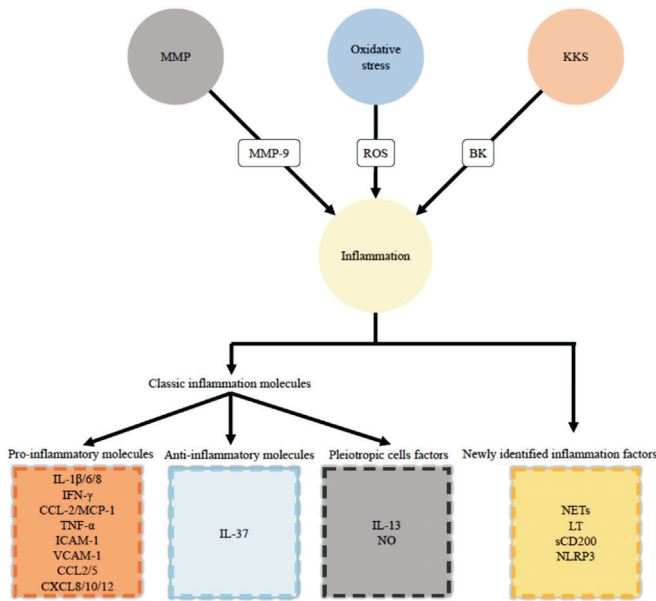 MMP
Oxidative
stress
KKS
MMP-9
ROS
BK
Inflammation
Classic inflammation molecules
Pro-inflammatory molecules
Anti-inflammatory molecules
Pleiotropic cells factors
Newly identified inflammation factors
IL-1β/6/8
IFN-γ
CCL-2/MCP-1
TNF-α
ICAM-1
VCAM-1
CCL2/5
CXCL8/10/12
IL-37
IL-13
NO
NETs
LT
sCD200
NLRP3